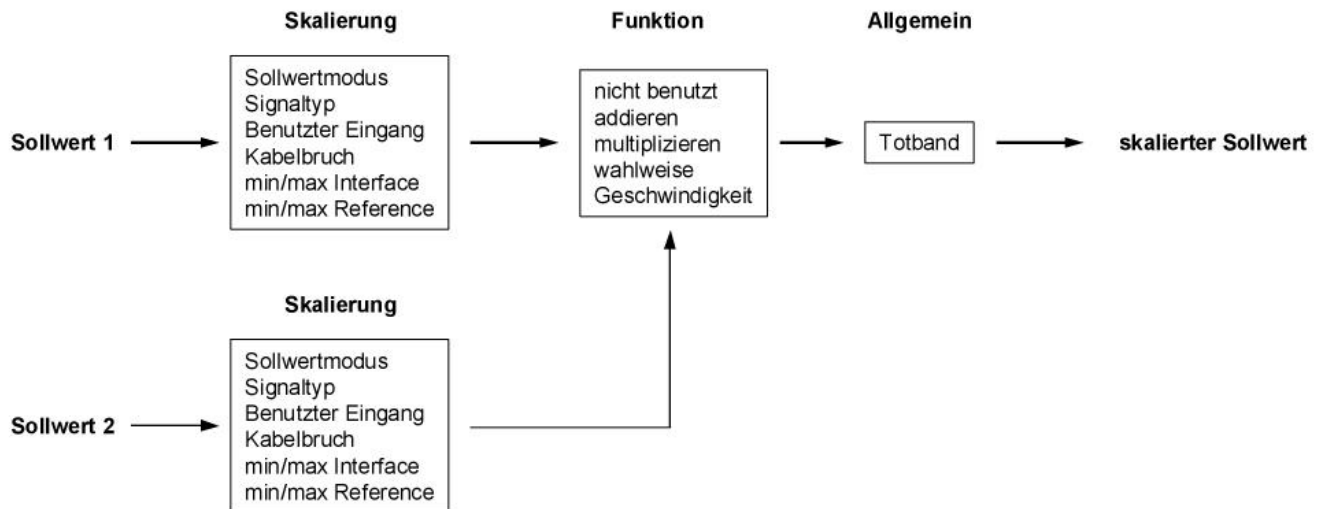 Skalierung
Funktion
Allgemein
Sollwert 1
Sollwertmodus
Signaltyp
Benutzter Eingang
Kabelbruch
min/max Interface
min/max Reference
nicht benutzt
addieren
multiplizieren
wahlweise
Geschwindigkeit
Totband
skalierter Sollwert
Skalierung
Sollwert 2
Sollwertmodus
Signaltyp
Benutzter Eingang
Kabelbruch
min/max Interface
min/max Reference